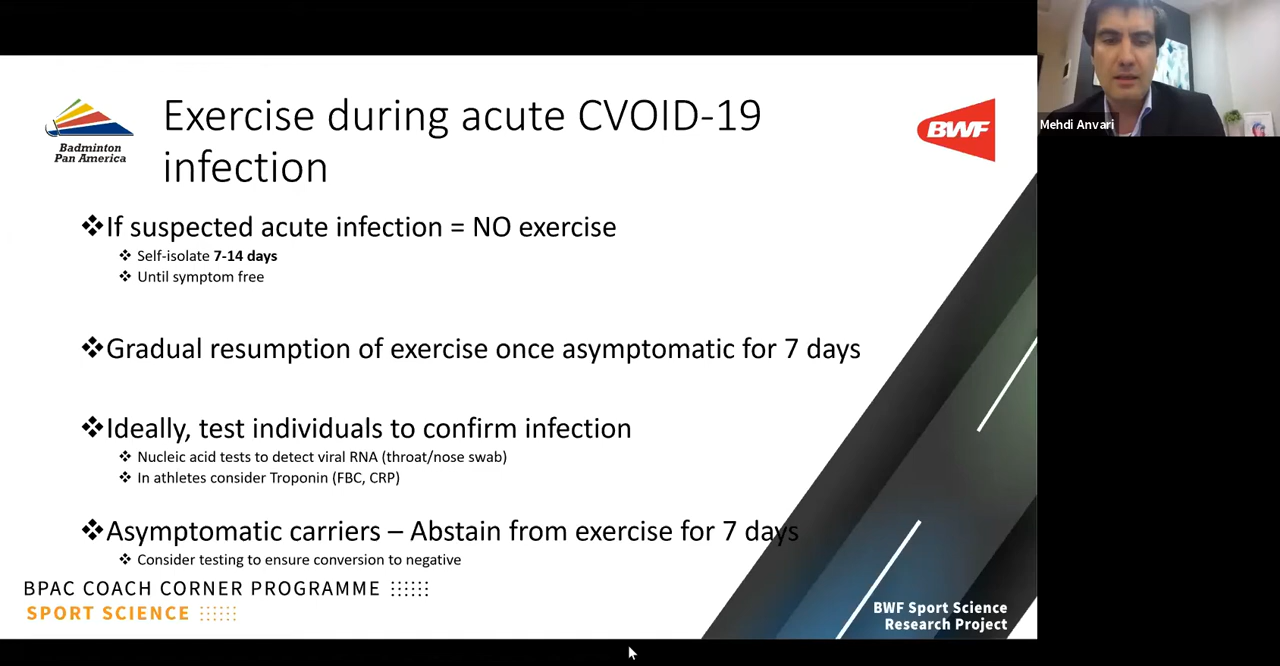 Exercise during acute CVOID-19
infection
Badminton
Pan America
BWF
Mehdi Anvari
❖If suspected acute infection = NO exercise
❖ Self-isolate 7-14 days
❖ Until symptom free
❖Gradual resumption of exercise once asymptomatic for 7 days
❖Ideally, test individuals to confirm infection
❖ Nucleic acid tests to detect viral RNA (throat/nose swab)
❖ In athletes consider Troponin (FBC, CRP)
❖Asymptomatic carriers – Abstain from exercise for 7 days
❖ Consider testing to ensure conversion to negative
BPAC COACH CORNER PROGRAMME
SPORT SCIENCE
BWF Sport Science
Research Project